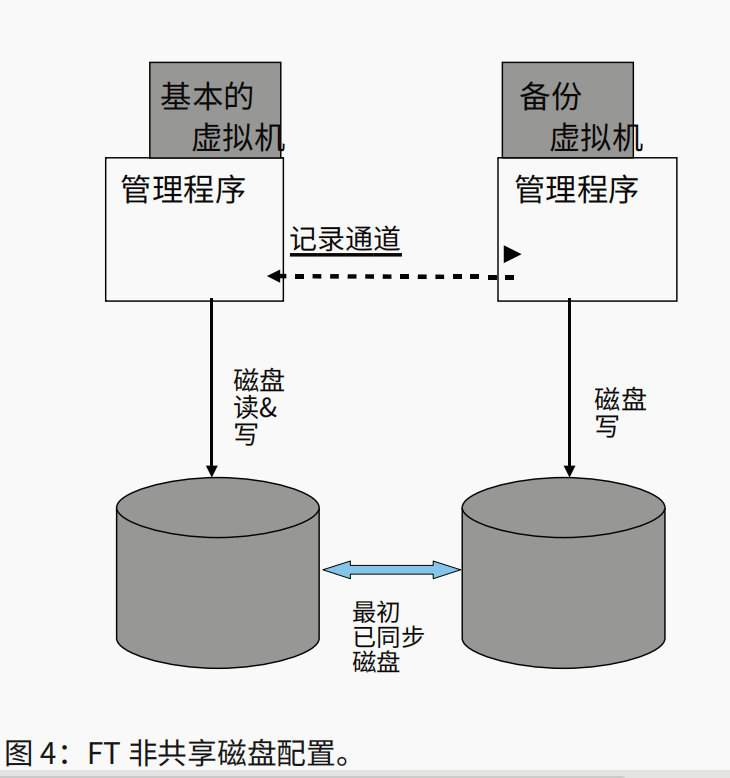 基本的
虚拟机
备份
虚拟机
管理程序
管理程序
记录通道
磁盘
读&
写
磁盘
写
最初
已同步
磁盘
图 4：FT 非共享磁盘配置。